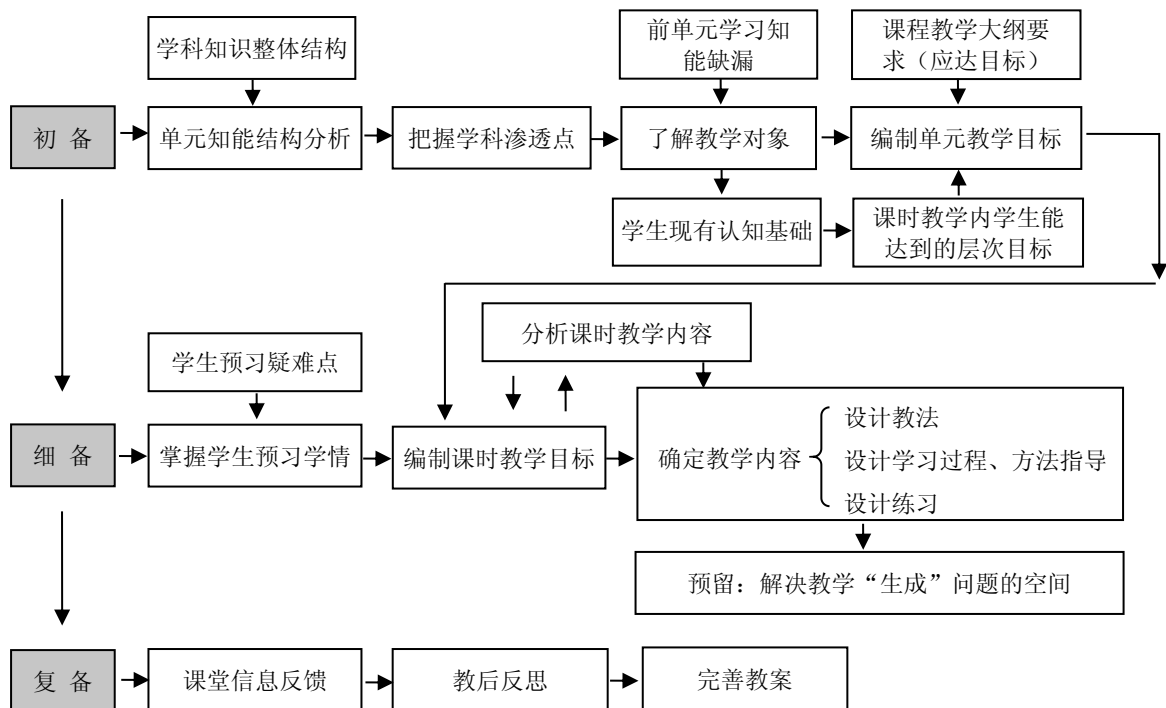 学科知识整体结构
前单元学习知
能缺漏
课程教学大纲要
求（应达目标）
初 备
单元知能结构分析
把握学科渗透点
了解教学对象
编制单元教学目标
学生现有认知基础
课时教学内学生能
达到的层次目标
分析课时教学内容
学生预习疑难点
细 备
掌握学生预习学情
编制课时教学目标
确定教学内容
设计教法
设计学习过程、方法指导
设计练习
预留：解决教学“生成”问题的空间
复 备
课堂信息反馈
教后反思
完善教案